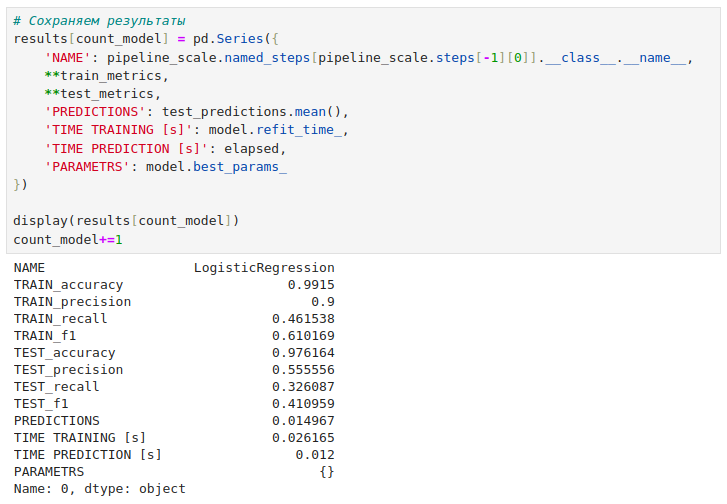 # Сохраняем результаты
results[count_model] = pd.Series({
    'NAME': pipeline_scale.named_steps[pipeline_scale.steps[-1][0]].__class__.__name__,
    **train_metrics,
    **test_metrics,
    'PREDICTIONS': test_predictions.mean(),
    'TIME TRAINING [s]': model.refit_time_,
    'TIME PREDICTION [s]': elapsed,
    'PARAMETRS': model.best_params_
})

display(results[count_model])
count_model+=1
NAME                   LogisticRegression
TRAIN_accuracy                     0.9915
TRAIN_precision                       0.9
TRAIN_recall                     0.461538
TRAIN_f1                         0.610169
TEST_accuracy                    0.976164
TEST_precision                   0.555556
TEST_recall                      0.326087
TEST_f1                          0.410959
PREDICTIONS                      0.014967
TIME TRAINING [s]                0.026165
TIME PREDICTION [s]                 0.012
PARAMETRS                              {}
Name: 0, dtype: object